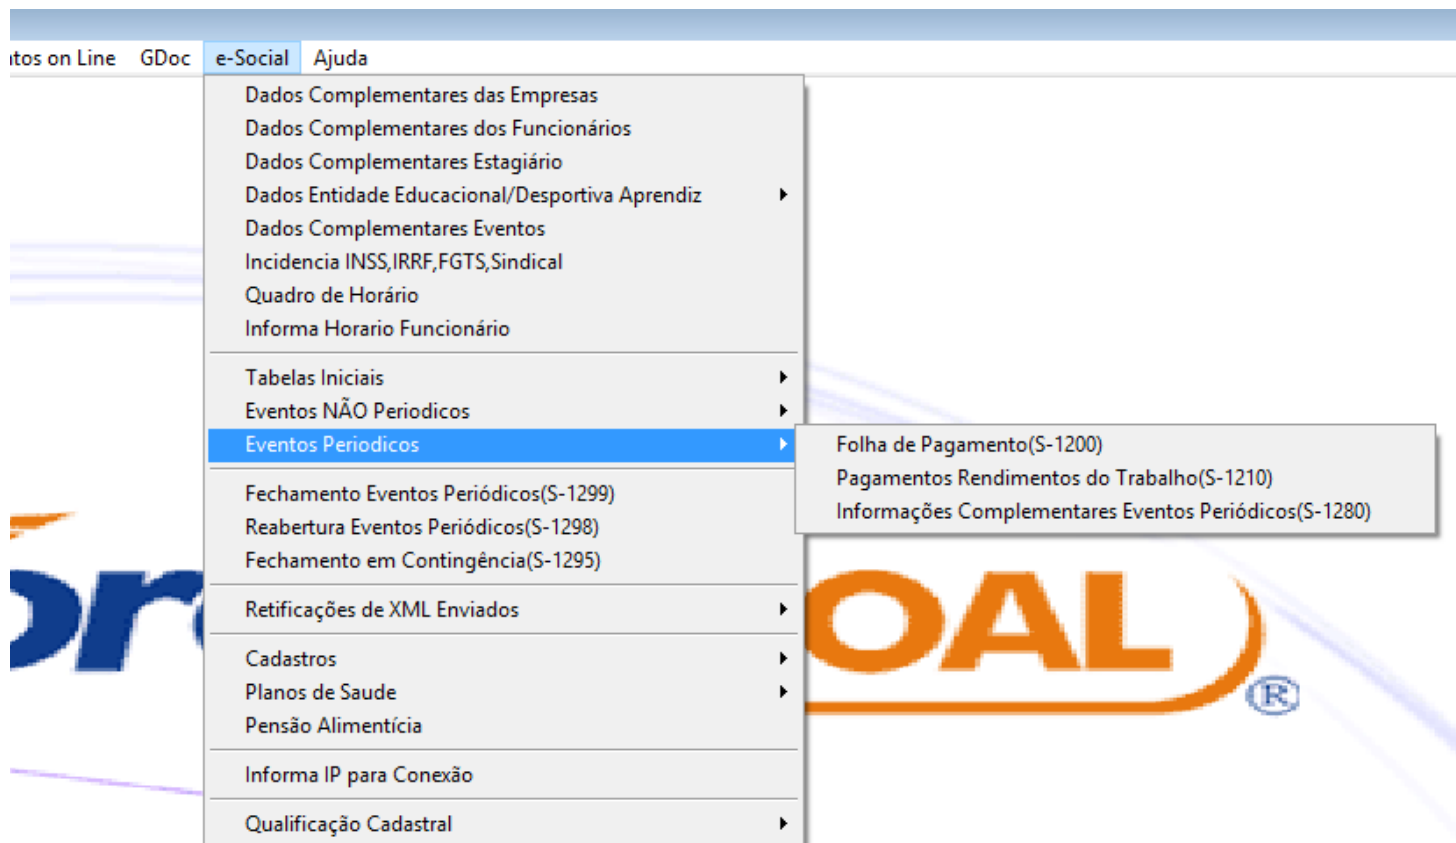 on Line GDoc e-Social Ajuda
Dados Complementares das Empresas
Dados Complementares dos Funcionários
Dados Complementares Estagiário
Dados Entidade Educacional/Desportiva Aprendiz
Dados Complementares Eventos
Incidencia INSS,IRRF,FGTS,Sindical
Quadro de Horário
Informa Horario Funcionário
Tabelas Iniciais
Eventos NÃO Periodicos
Eventos Periodicos
Folha de Pagamento(S-1200)
Pagamentos Rendimentos do Trabalho(S-1210)
Informações Complementares Eventos Periódicos(S-1280)
Fechamento Eventos Periódicos(S-1299)
Reabertura Eventos Periódicos(S-1298)
Fechamento em Contingência(S-1295)
Retificações de XML Enviados
Cadastros
Planos de Saude
Pensão Alimentícia
Informa IP para Conexão
Qualificação Cadastral
OAL ®